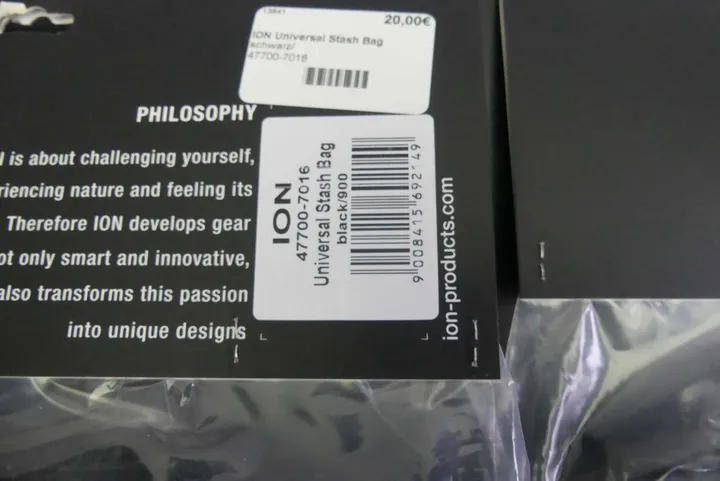 13841
20,00€
ION Universal Stash Bag
schwarz/
47700-7016
PHILOSOPHY
is about challenging yourself,
riencing nature and feeling its
Therefore ION develops gear
ot only smart and innovative,
also transforms this passion
into unique designs
ION
47700-7016
Universal Stash Bag
black/900
9 008415 692149
ion-products.com